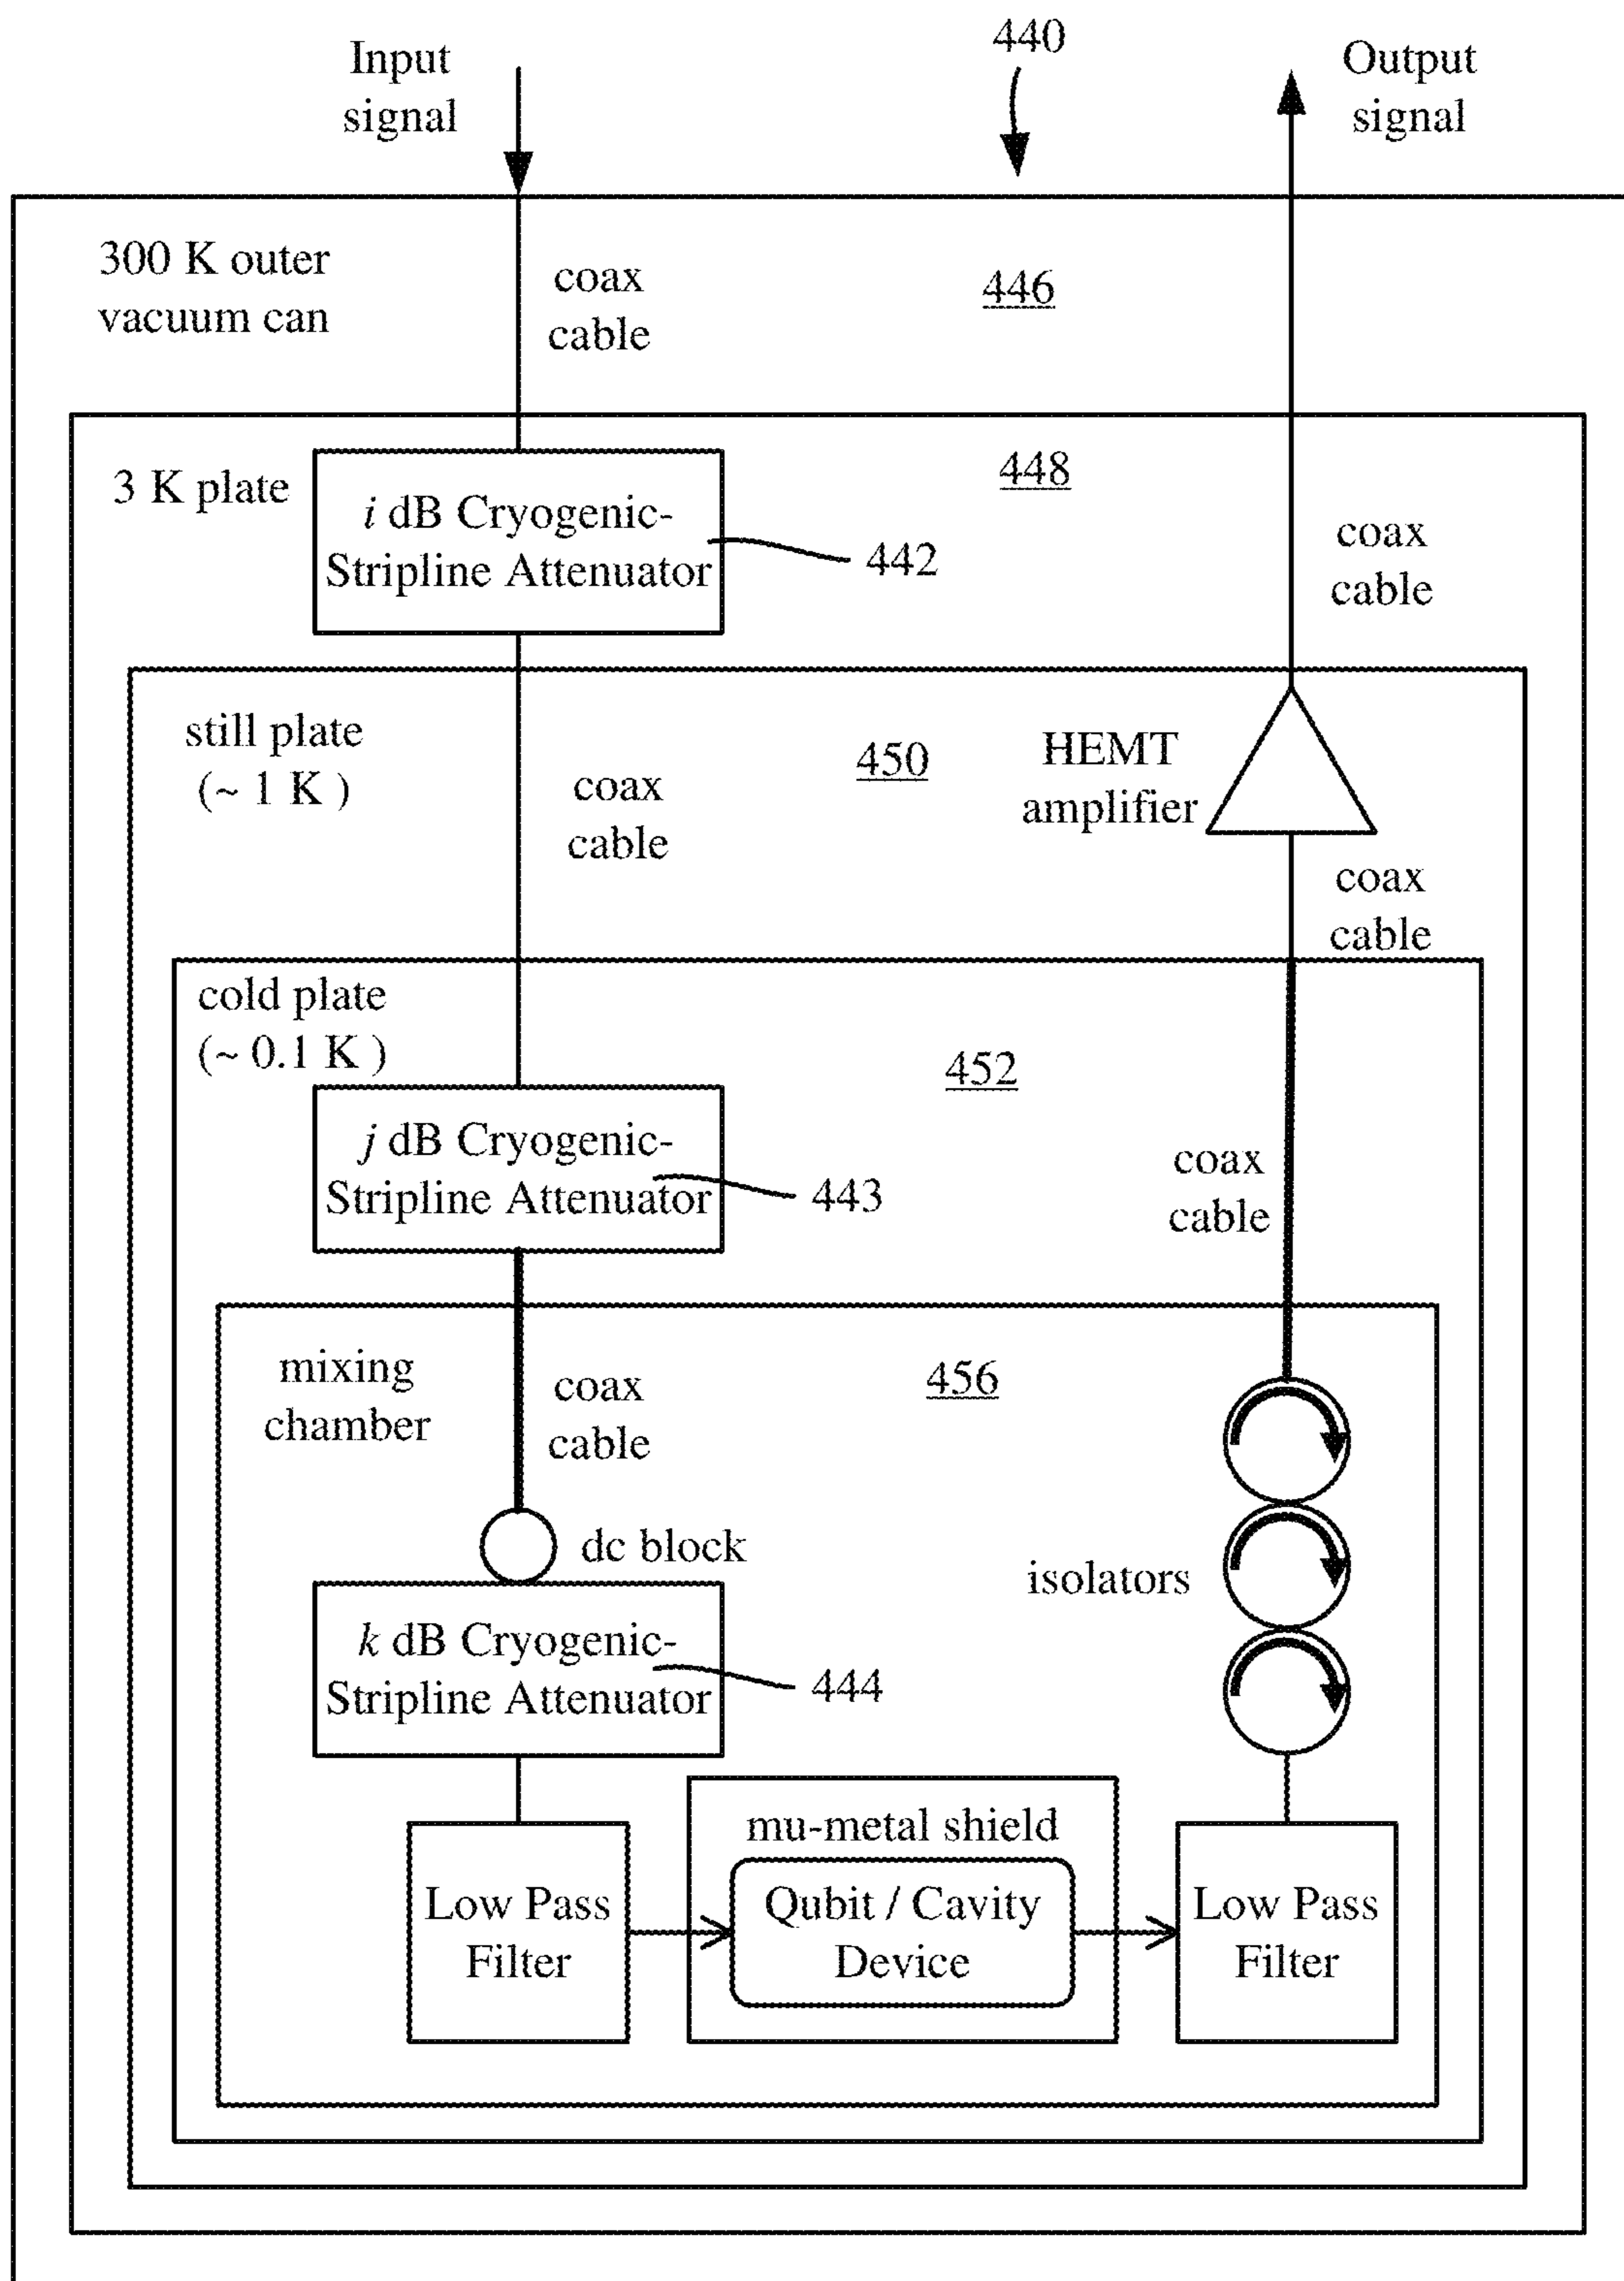 440
Input
signal
Output
signal
300 K outer
vacuum can
coax
cable
446
3 K plate
448
i dB Cryogenic-
Stripline Attenuator
442
coax
cable
still plate
(~ 1 K )
450
HEMT
amplifier
coax
cable
coax
cable
cold plate
(~ 0.1 K )
452
j dB Cryogenic-
Stripline Attenuator
443
coax
cable
mixing
chamber
456
coax
cable
dc block
isolators
k dB Cryogenic-
Stripline Attenuator
444
mu-metal shield
Low Pass
Filter
Qubit / Cavity
Device
Low Pass
Filter